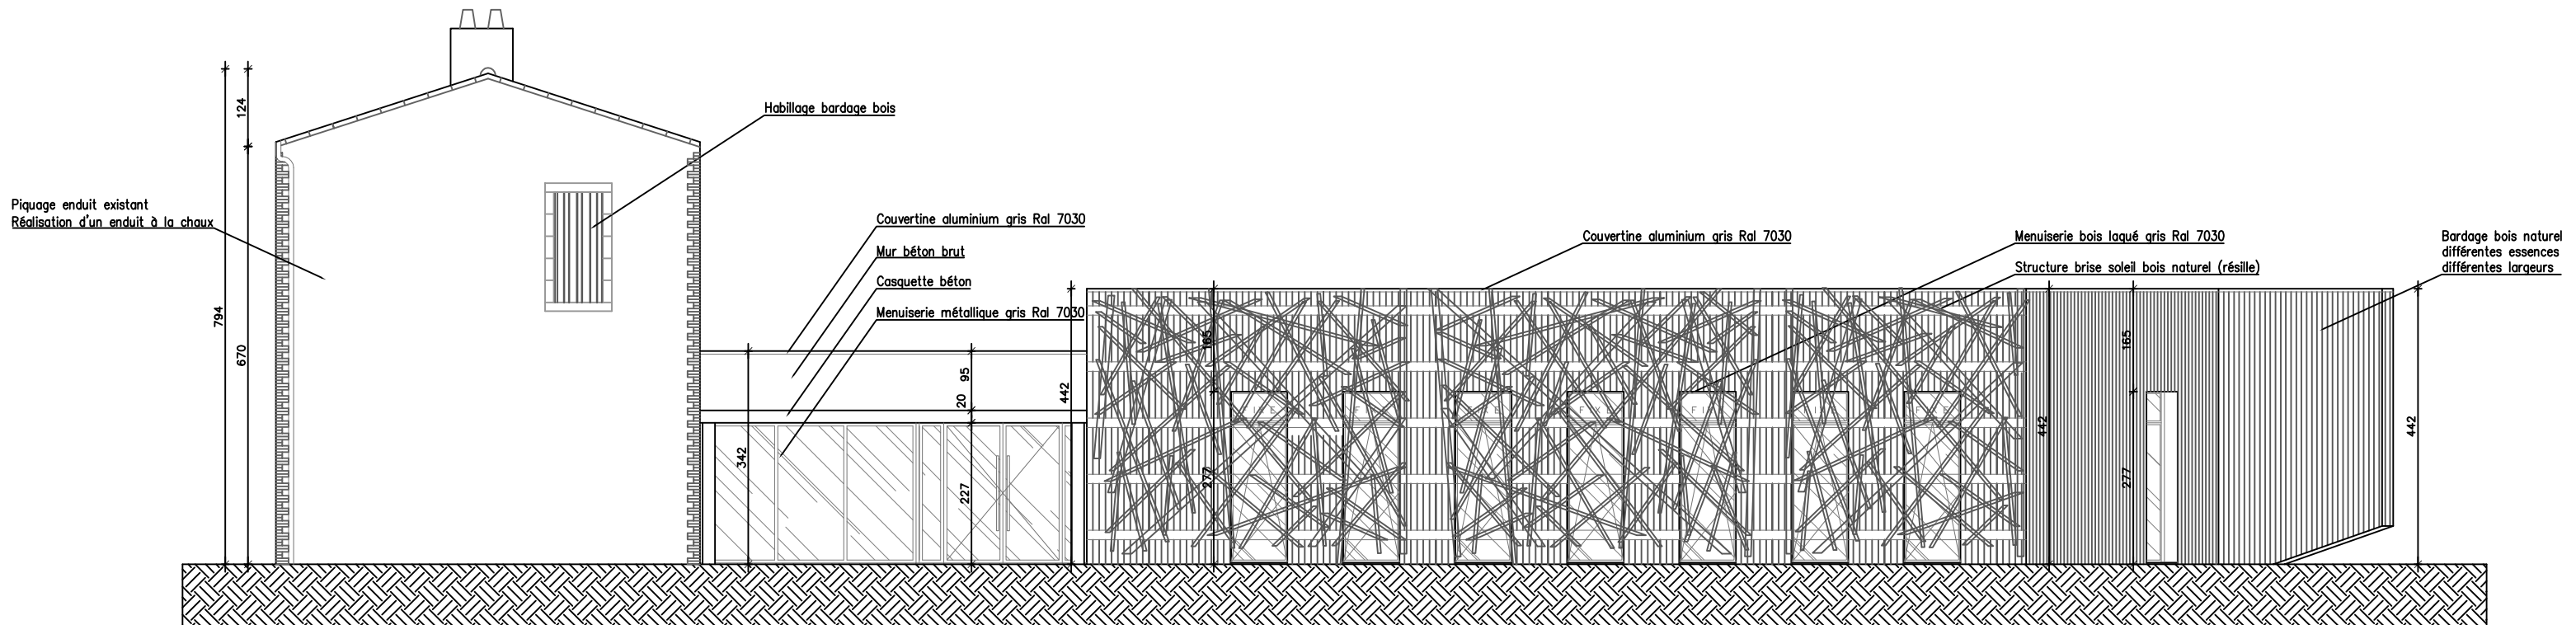 Habillage bardage bois
Piquage enduit existant
Réalisation d'un enduit à la chaux
Couvertine aluminium gris Ral 7030
Mur béton brut
Casquette béton
Menuiserie métallique gris Ral 7030
Couvertine aluminium gris Ral 7030
Menuiserie bois laqué gris Ral 7030
Structure brise soleil bois naturel (résille)
Bardage bois naturel
différentes essences
différentes largeurs
124
794
670
342
95
20
227
442
165
277
442
165
277
442